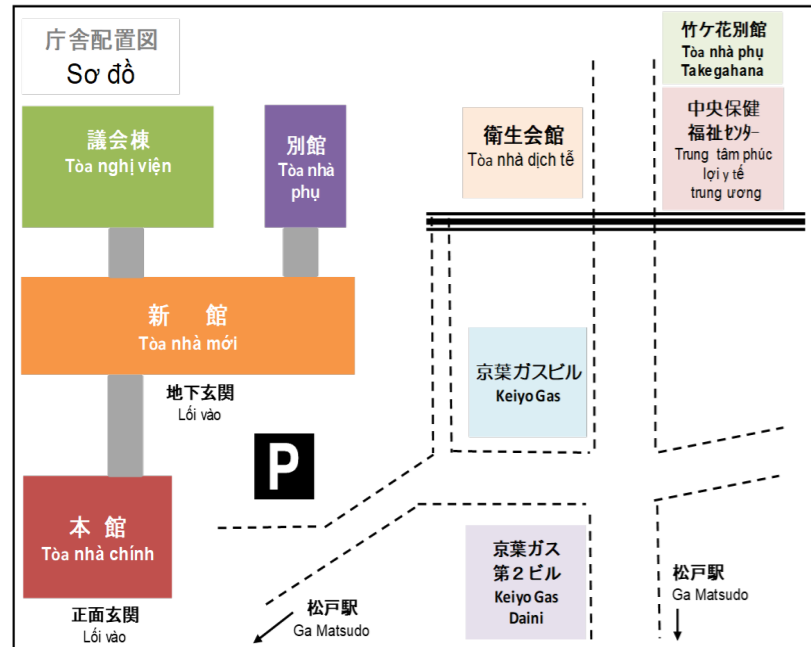 庁舎配置図
Sơ đồ
議会棟
Tòa nghị viện
別館
Tòa nhà
phụ
衛生会館
Tòa nhà dịch tễ
竹ケ花別館
Tòa nhà phụ
Takegahana
中央保健
福祉センター
Trung tâm phúc
lợi y tế
trung ương
新 館
Tòa nhà mới
地下玄関
Lối vào
京葉ガスビル
Keiyo Gas
P
本 館
Tòa nhà chính
正面玄関
Lối vào
松戸駅
Ga Matsudo
京葉ガス
第２ビル
Keiyo Gas
Daini
松戸駅
Ga Matsudo